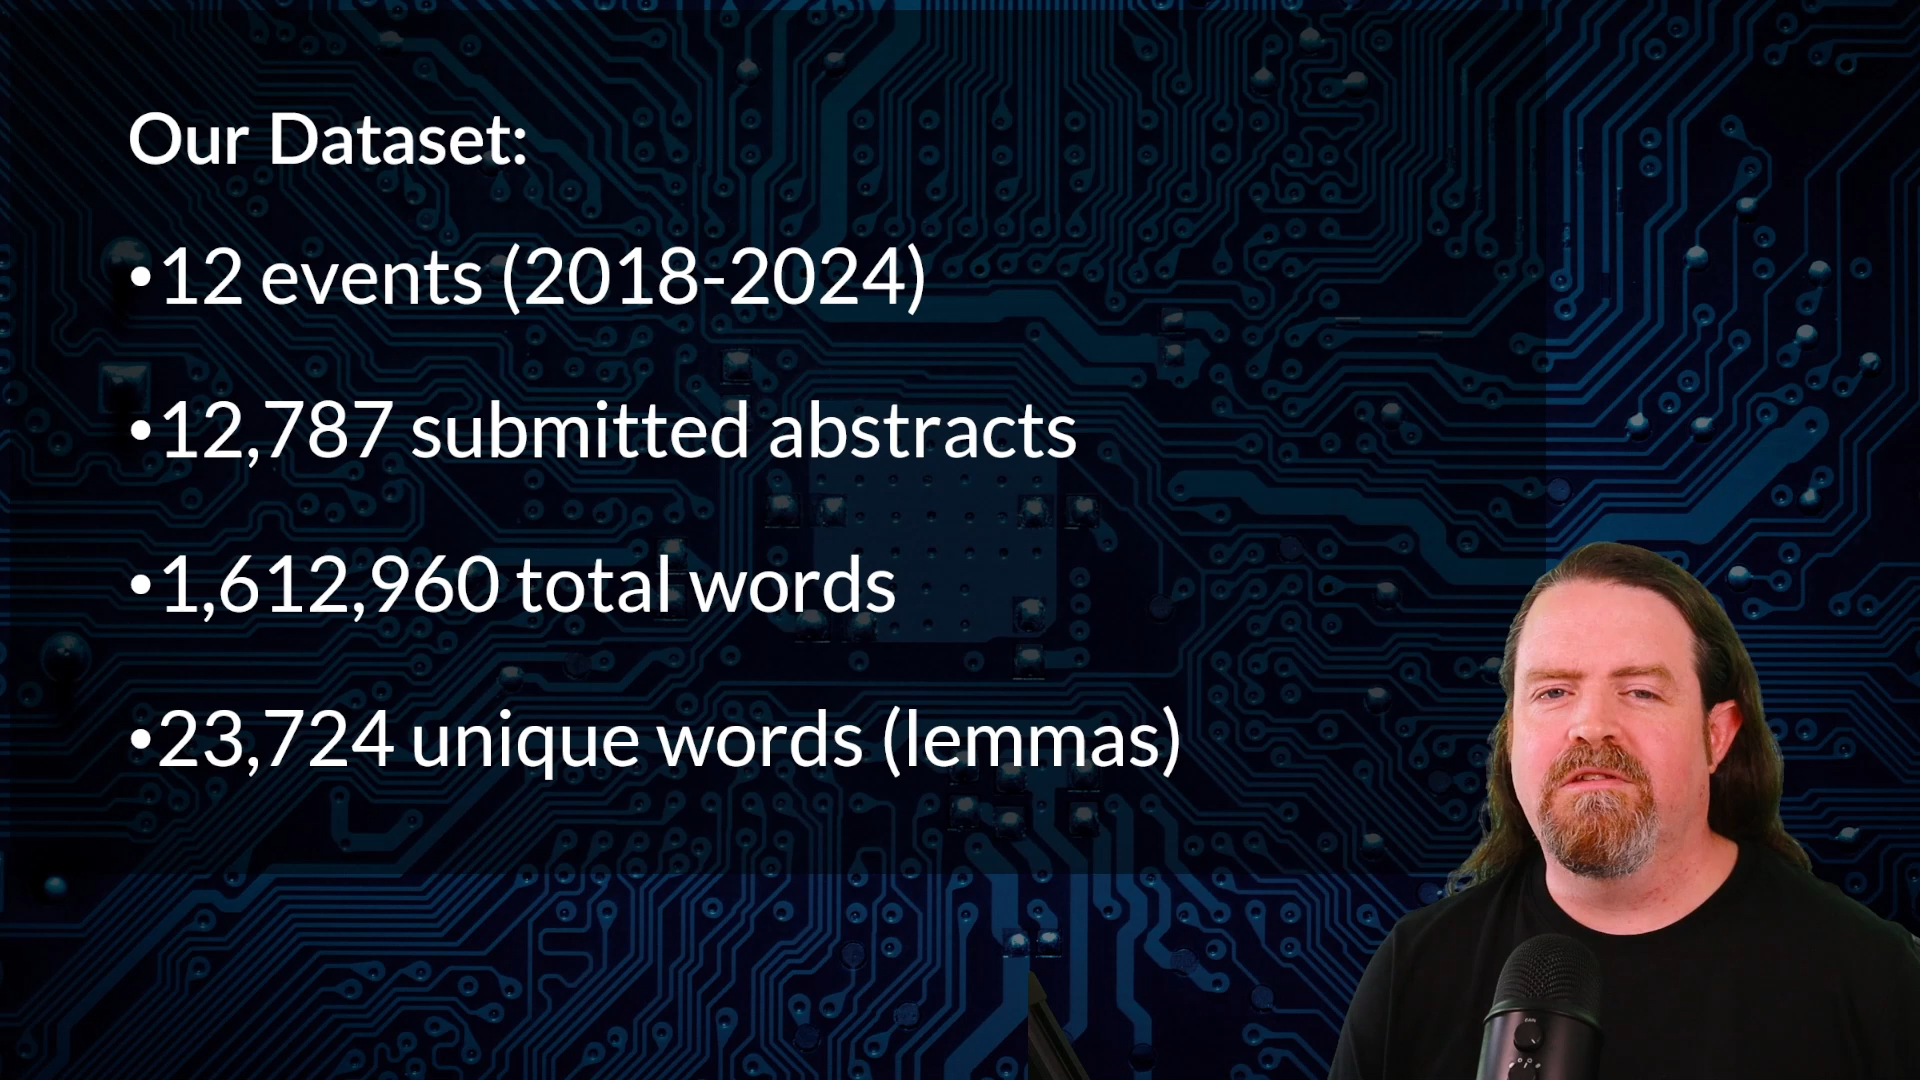 Our Dataset:
•12 events (2018-2024)
•12,787 submitted abstracts
•1,612,960 total words
•23,724 unique words (lemmas)